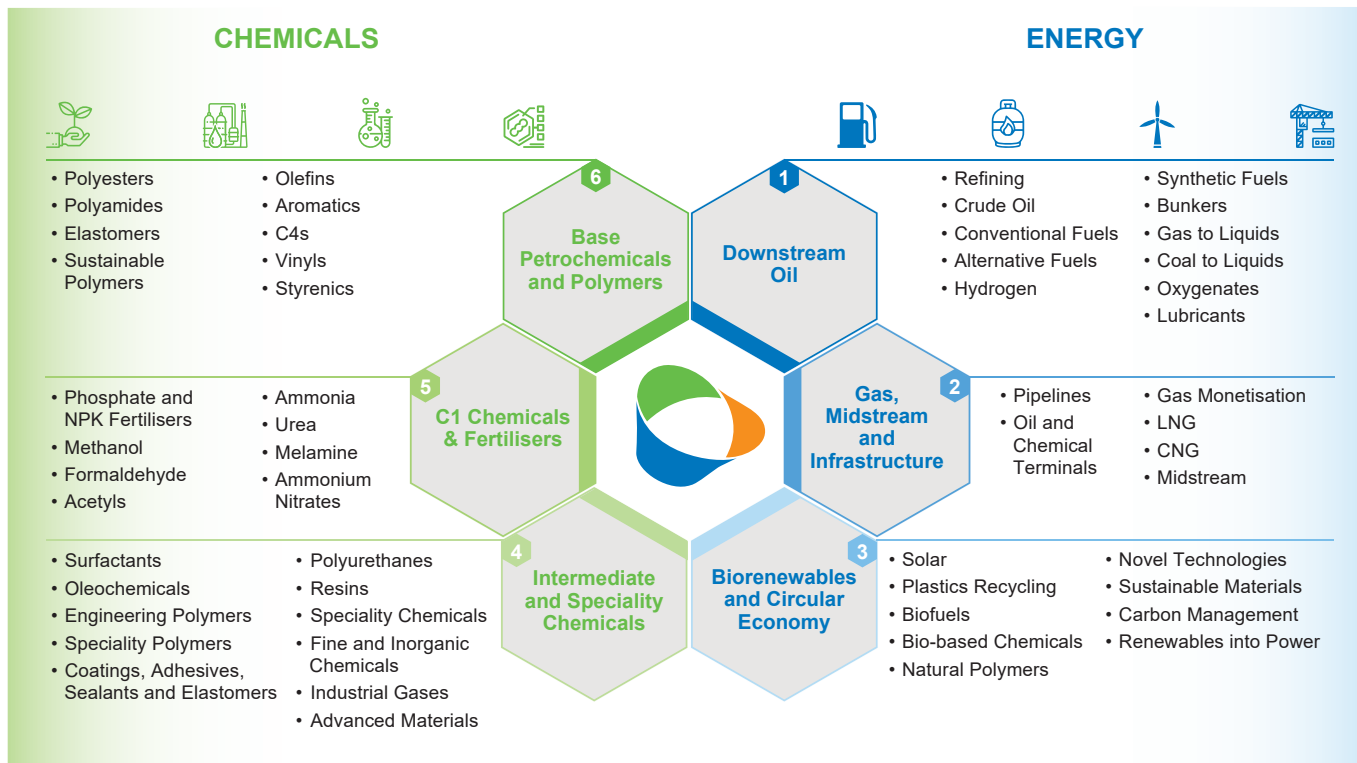 CHEMICALS
ENERGY
6
Base
Petrochemicals
and Polymers
• Polyesters
• Polyamides
• Elastomers
• Sustainable
Polymers
• Olefins
• Aromatics
• C4s
• Vinyls
• Styrenics
1
Downstream
Oil
• Refining
• Crude Oil
• Conventional Fuels
• Alternative Fuels
• Hydrogen
• Synthetic Fuels
• Bunkers
• Gas to Liquids
• Coal to Liquids
• Oxygenates
• Lubricants
5
C1 Chemicals
& Fertilisers
• Phosphate and
NPK Fertilisers
• Methanol
• Formaldehyde
• Acetyls
• Ammonia
• Urea
• Melamine
• Ammonium
Nitrates
2
Gas,
Midstream
and
Infrastructure
• Pipelines
• Oil and
Chemical
Terminals
• Gas Monetisation
• LNG
• CNG
• Midstream
4
Intermediate
and Speciality
Chemicals
• Surfactants
• Oleochemicals
• Engineering Polymers
• Speciality Polymers
• Coatings, Adhesives,
Sealants and Elastomers
• Polyurethanes
• Resins
• Speciality Chemicals
• Fine and Inorganic
Chemicals
• Industrial Gases
• Advanced Materials
3
Biorenewables
and Circular
Economy
• Solar
• Plastics Recycling
• Biofuels
• Bio-based Chemicals
• Natural Polymers
• Novel Technologies
• Sustainable Materials
• Carbon Management
• Renewables into Power